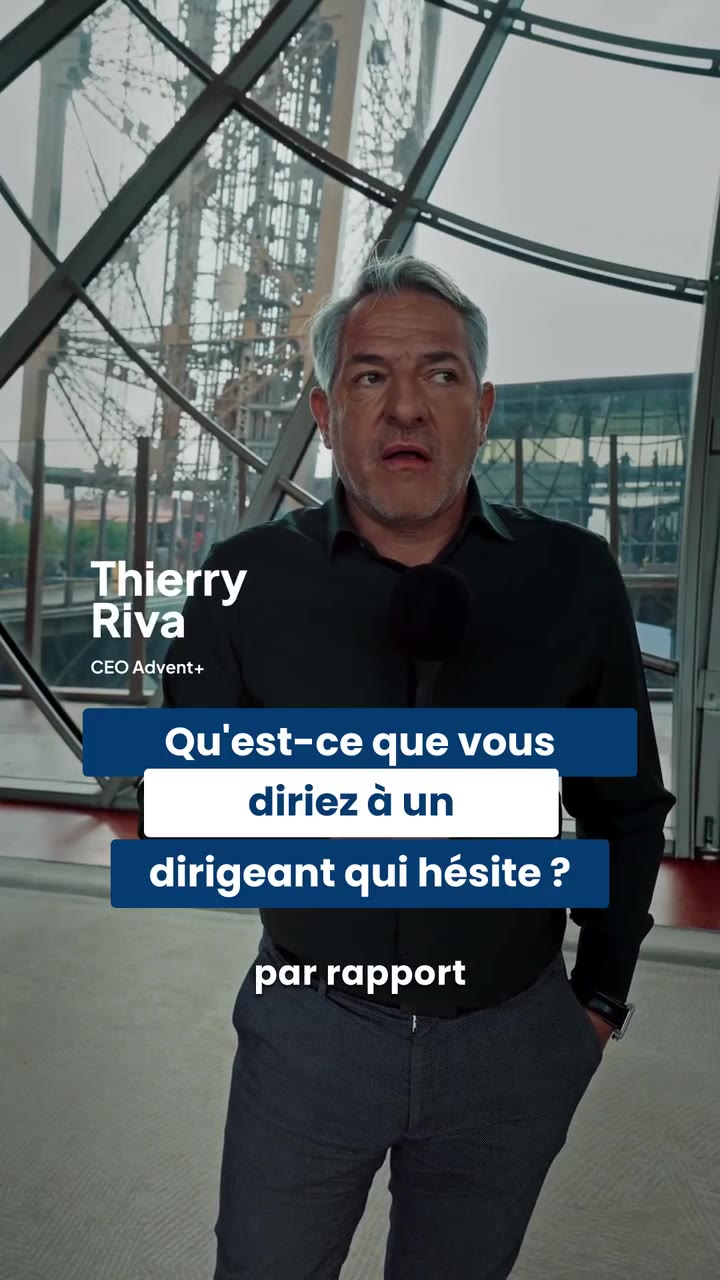 Thierry
Riva
CEO Advent+
Qu'est-ce que vous
diriez à un
dirigeant qui hésite ?
par rapport